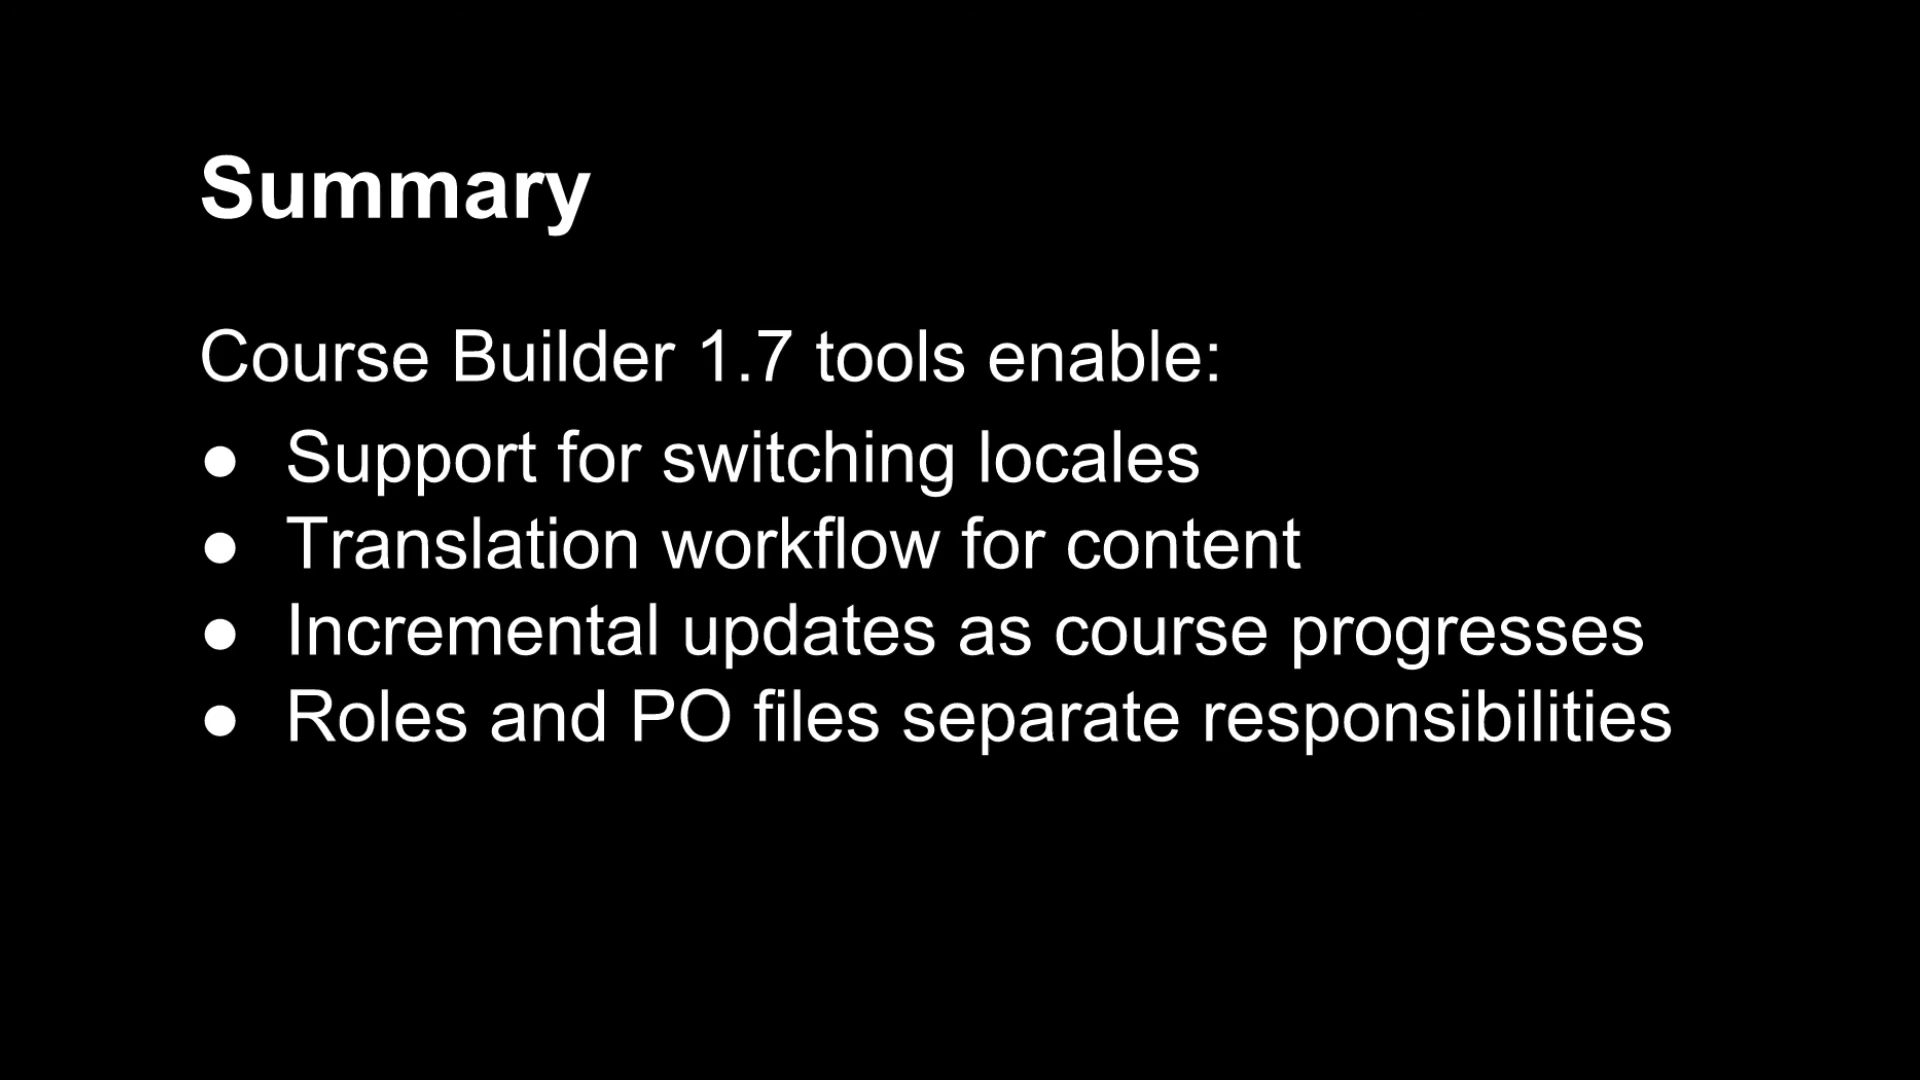 Summary
Course Builder 1.7 tools enable:
● Support for switching locales
● Translation workflow for content
● Incremental updates as course progresses
● Roles and PO files separate responsibilities